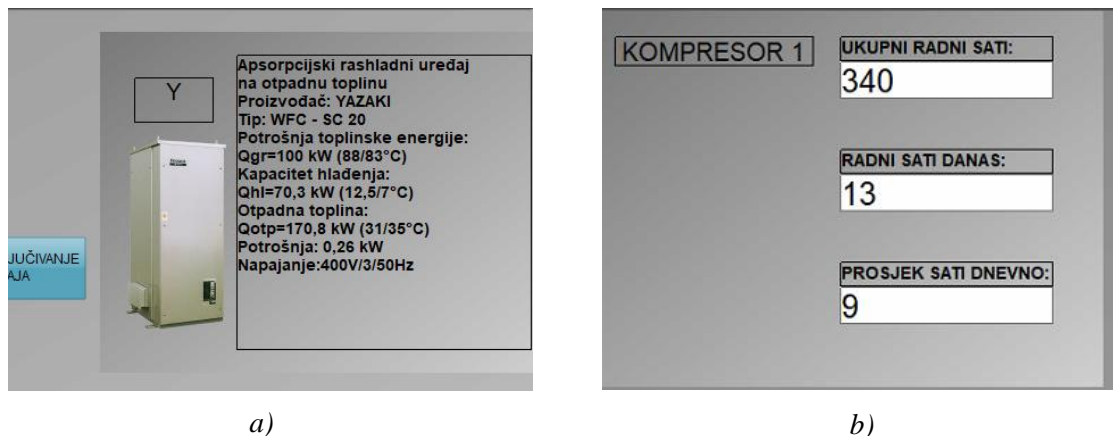 Y
Apsorpcijski rashladni uređaj
na otpadnu toplinu
Proizvođač: YAZAKI
Tip: WFC - SC 20
Potrošnja toplinske energije:
Qgr=100 kW (88/83°C)
Kapacitet hlađenja:
Qhl=70,3 kW (12,5/7°C)
Otpadna toplina:
Qotp=170,8 kW (31/35°C)
Potrošnja: 0,26 kW
Napajanje:400V/3/50Hz
JUČIVANJE
AJA
a)
KOMPRESOR 1
UKUPNI RADNI SATI:
340
RADNI SATI DANAS:
13
PROSJEK SATI DNEVNO:
9
b)